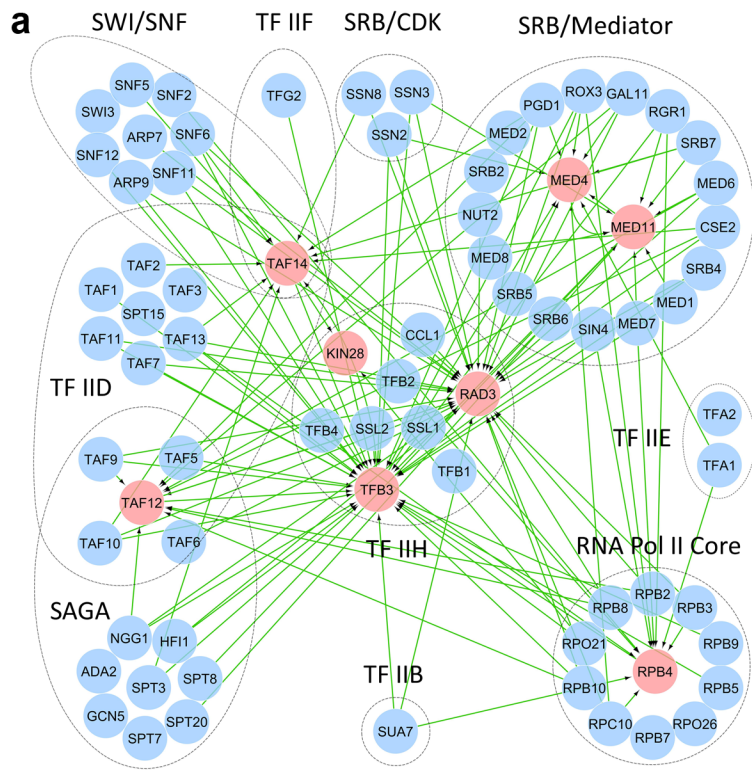 a
SWI/SNF
TF IIF
SRB/CDK
SRB/Mediator
SNF5
SNF2
SWI3
ARP7
SNF6
SNF12
ARP9
SNF11
TFG2
SSN8
SSN3
SSN2
PGD1
ROX3
GAL11
RGR1
MED2
SRB7
SRB2
MED4
MED6
NUT2
MED11
CSE2
MED8
SRB4
SRB5
MED1
SRB6
SIN4
MED7
TAF14
TAF2
TAF1
TAF3
SPT15
TAF11
TAF13
TAF7
TF IID
KIN28
CCL1
TFB2
RAD3
TFB4
SSL2
SSL1
TFB1
TFB3
TF IIH
TFA2
TF IIE
TFA1
TAF9
TAF5
TAF12
TAF10
TAF6
SAGA
NGG1
HFI1
ADA2
SPT3
SPT8
GCN5
SPT20
SPT7
TF IIB
SUA7
RNA Pol II Core
RPB8
RPB2
RPB3
RPO21
RPB9
RPB4
RPB10
RPB5
RPC10
RPO26
RPB7